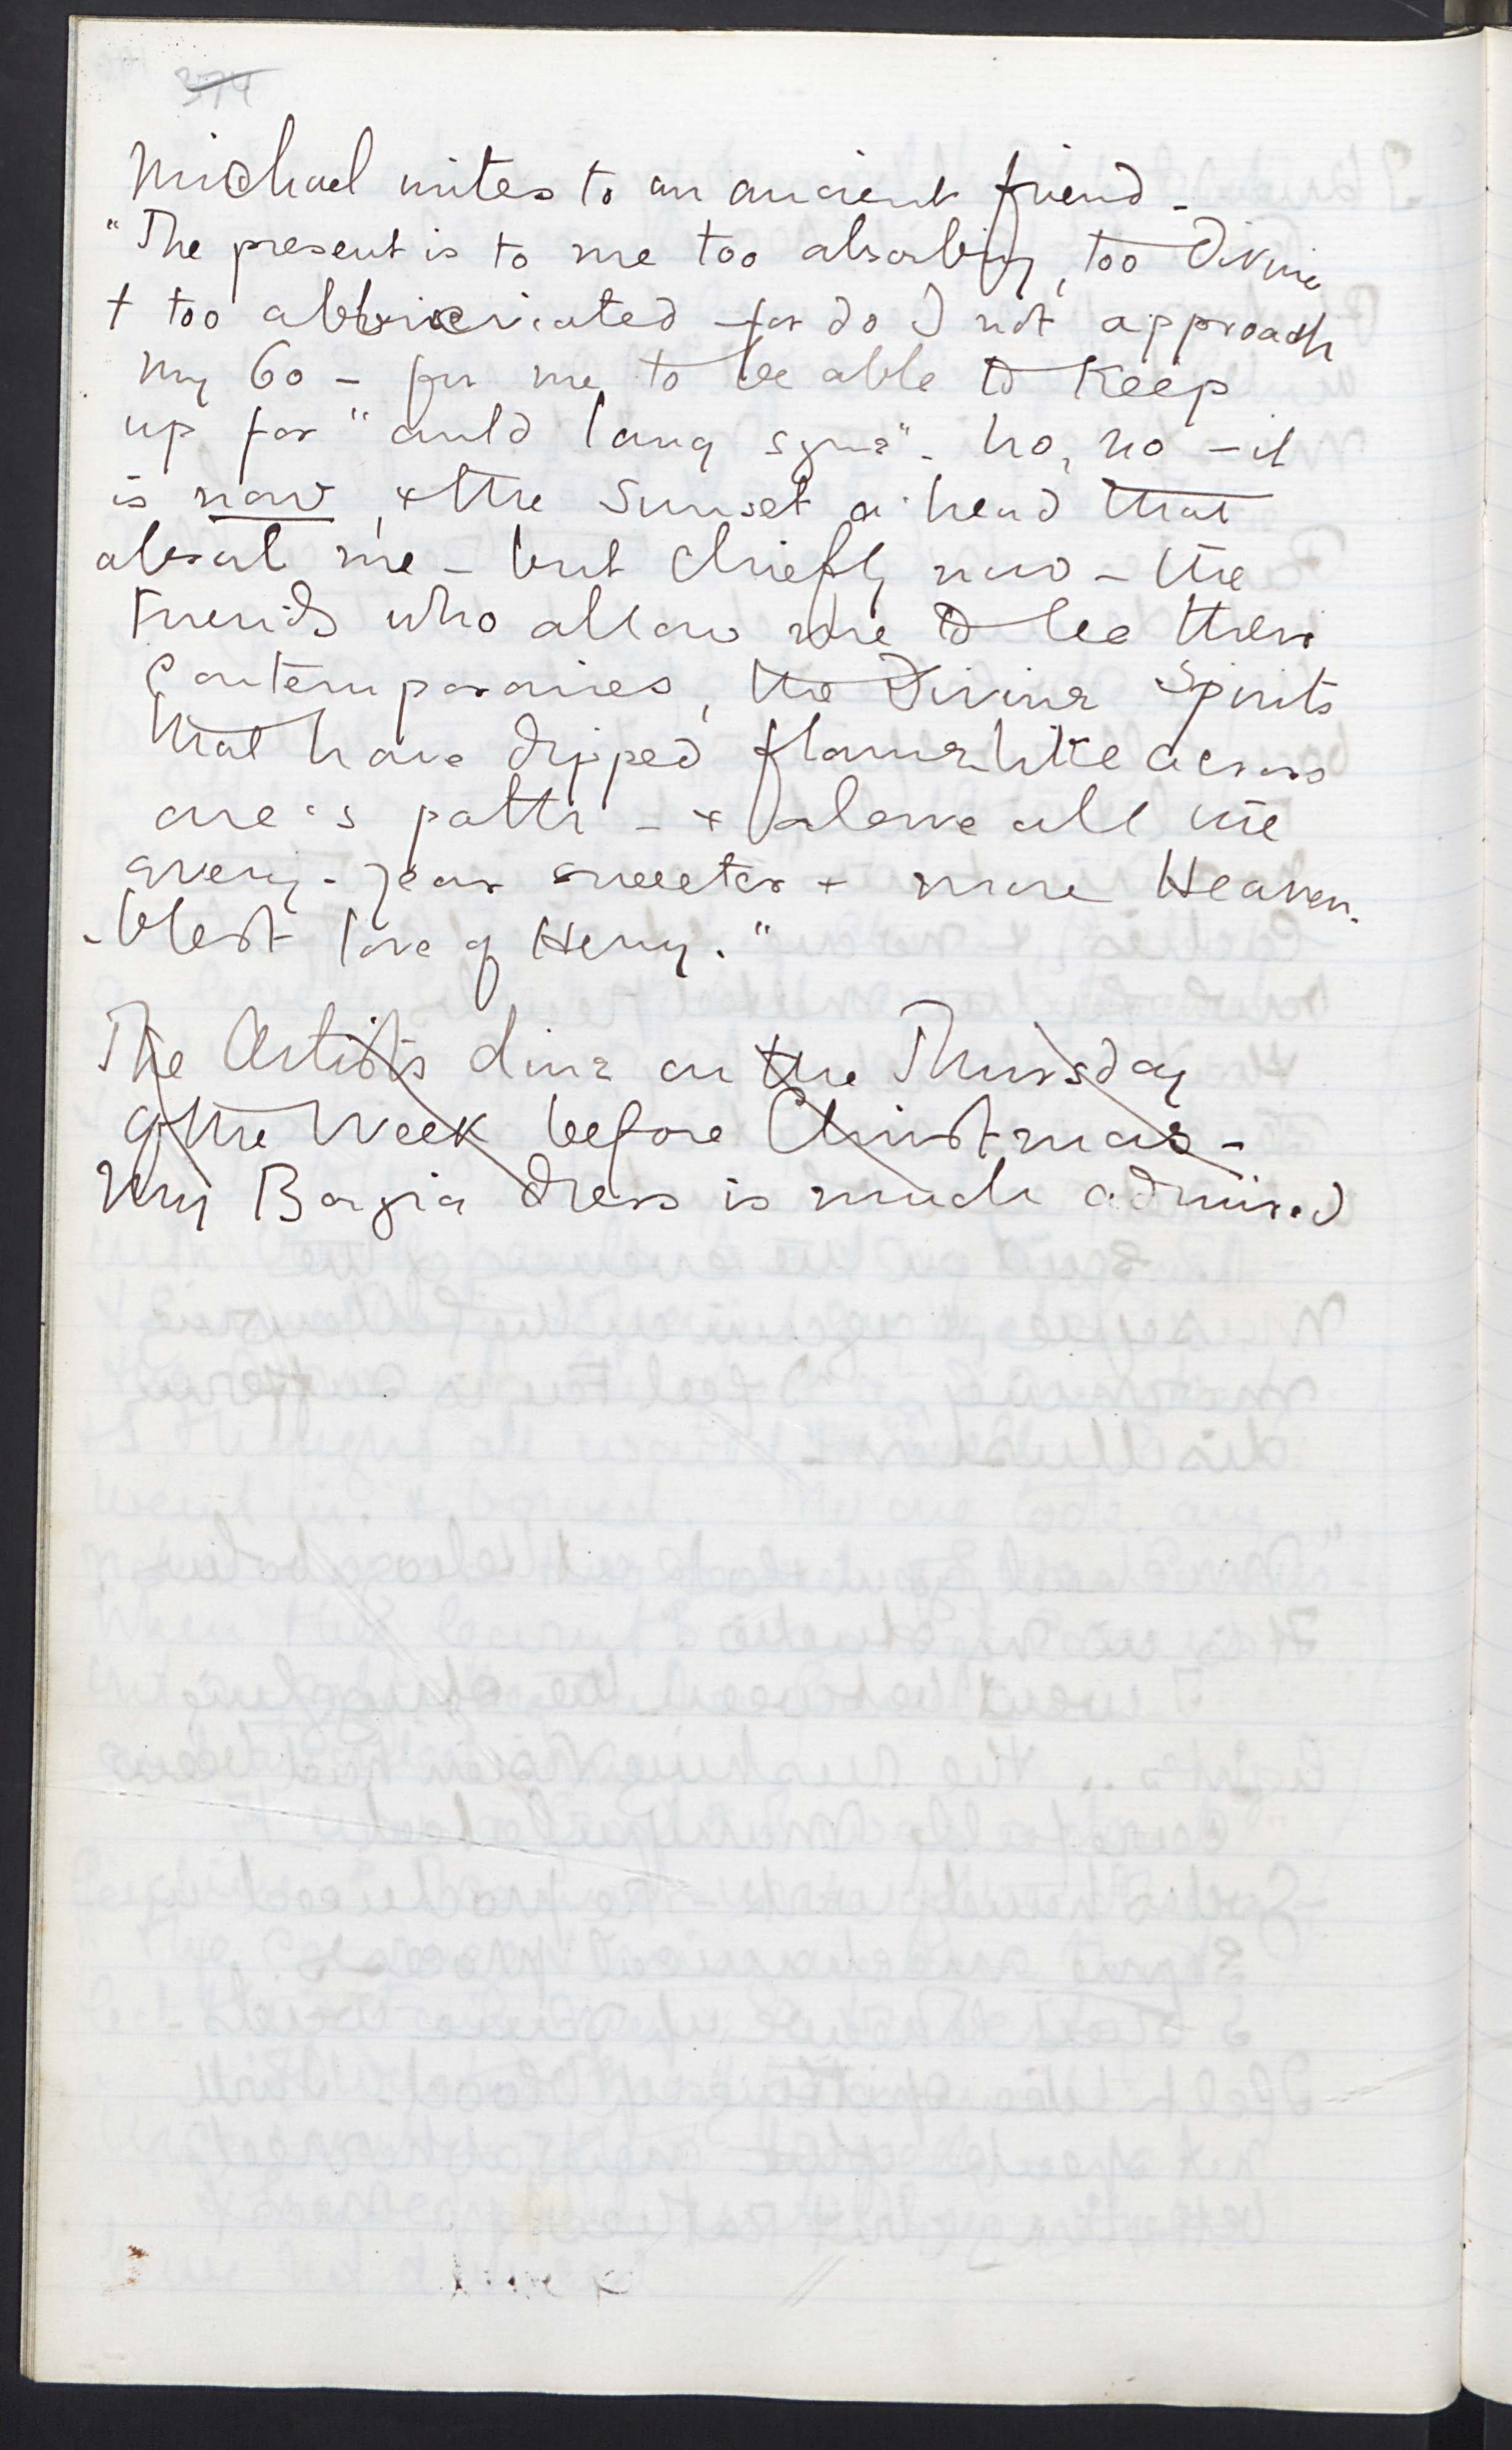 374
Michael writes to an ancient friend -
"The present is to me too absorbing, too Divine
+ too abbreviated - for do I not approach
my 60 - for me to be able to keep
up for "auld lang syne". No, no - it
is now, & the Sunset a-head that
absorb me - but chiefly now - the
Friends who allow me to be their
Contemporaries, the Divine Spirits
that have dipped flame-like across
one's path - & above all the
every-year sweeter + more Heaven-
-blest love of Henry."
The Artists dine on the Thursday
of the Week before Christmas -
My Borgia dress is much admired